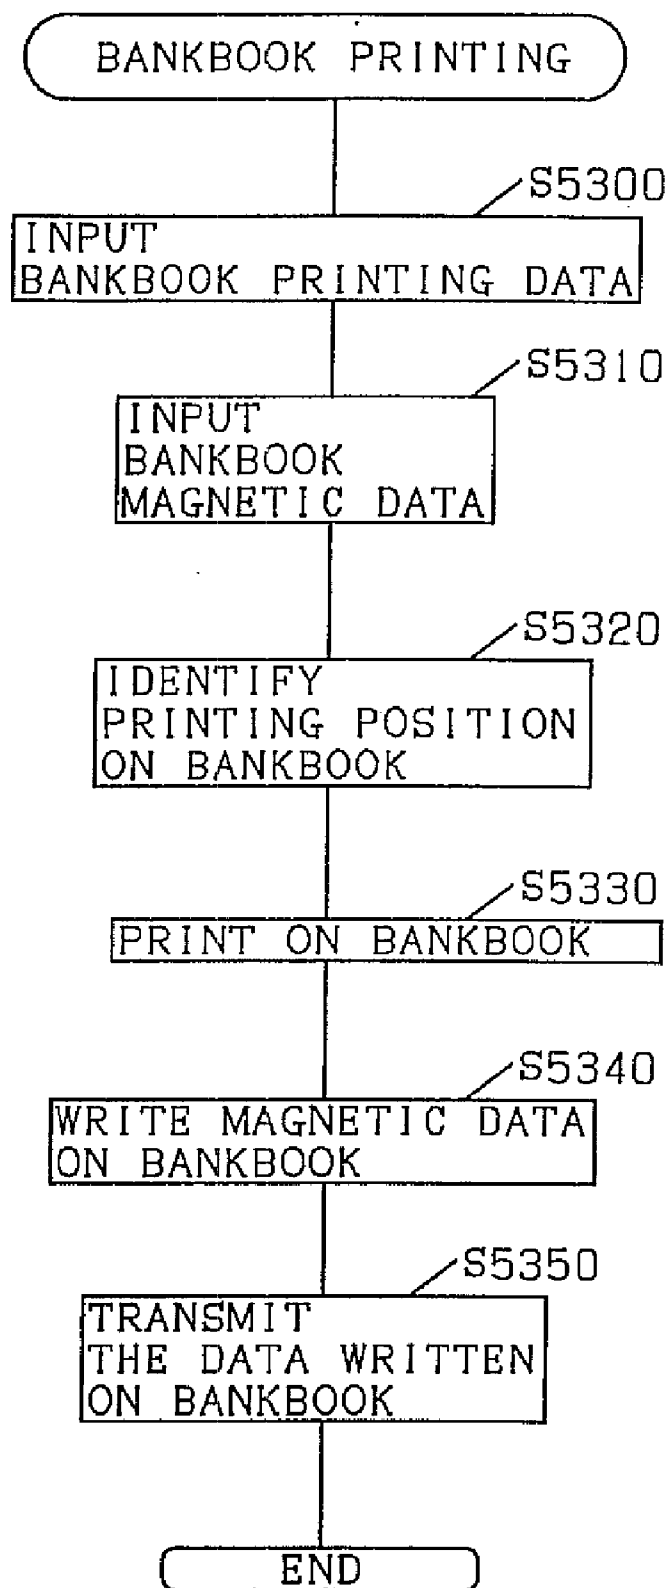 BANKBOOK PRINTING
S5300
INPUT
BANKBOOK PRINTING DATA
S5310
INPUT
BANKBOOK
MAGNETIC DATA
S5320
IDENTIFY
PRINTING POSITION
ON BANKBOOK
S5330
PRINT ON BANKBOOK
S5340
WRITE MAGNETIC DATA
ON BANKBOOK
S5350
TRANSMIT
THE DATA WRITTEN
ON BANKBOOK
END